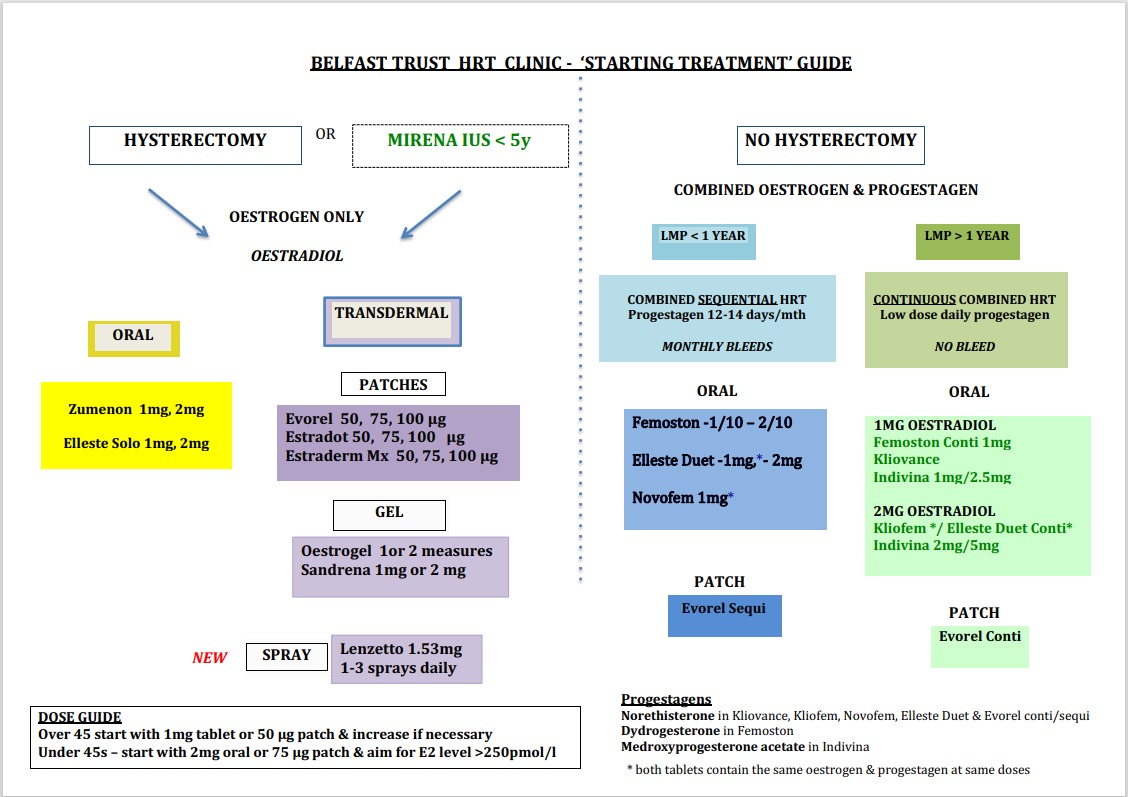 BELFAST TRUST HRT CLINIC - ‘STARTING TREATMENT’ GUIDE
HYSTERECTOMY
OR
MIRENA IUS < 5y
OESTROGEN ONLY
OESTRADIOL
ORAL
Zumenon 1mg, 2mg
Elleste Solo 1mg, 2mg
TRANSDERMAL
PATCHES
Evorel 50, 75, 100 µg
Estradot 50, 75, 100 µg
Estraderm Mx 50, 75, 100 µg
GEL
Oestrogel 1or 2 measures
Sandrena 1mg or 2 mg
NEW
SPRAY
Lenzetto 1.53mg
1-3 sprays daily
DOSE GUIDE
Over 45 start with 1mg tablet or 50 µg patch & increase if necessary
Under 45s – start with 2mg oral or 75 µg patch & aim for E2 level >250pmol/l
NO HYSTERECTOMY
COMBINED OESTROGEN & PROGESTAGEN
LMP < 1 YEAR
COMBINED SEQUENTIAL HRT
Progestagen 12-14 days/mth
MONTHLY BLEEDS
ORAL
Femoston -1/10 – 2/10
Elleste Duet -1mg,*- 2mg
Novofem 1mg*
PATCH
Evorel Sequi
LMP > 1 YEAR
CONTINUOUS COMBINED HRT
Low dose daily progestagen
NO BLEED
ORAL
1MG OESTRADIOL
Femoston Conti 1mg
Kliovance
Indivina 1mg/2.5mg
2MG OESTRADIOL
Kliofem */ Elleste Duet Conti*
Indivina 2mg/5mg
PATCH
Evorel Conti
Progestagens
Norethisterone in Kliovance, Kliofem, Novofem, Elleste Duet & Evorel conti/sequi
Dydrogesterone in Femoston
Medroxyprogesterone acetate in Indivina
* both tablets contain the same oestrogen & progestagen at same doses